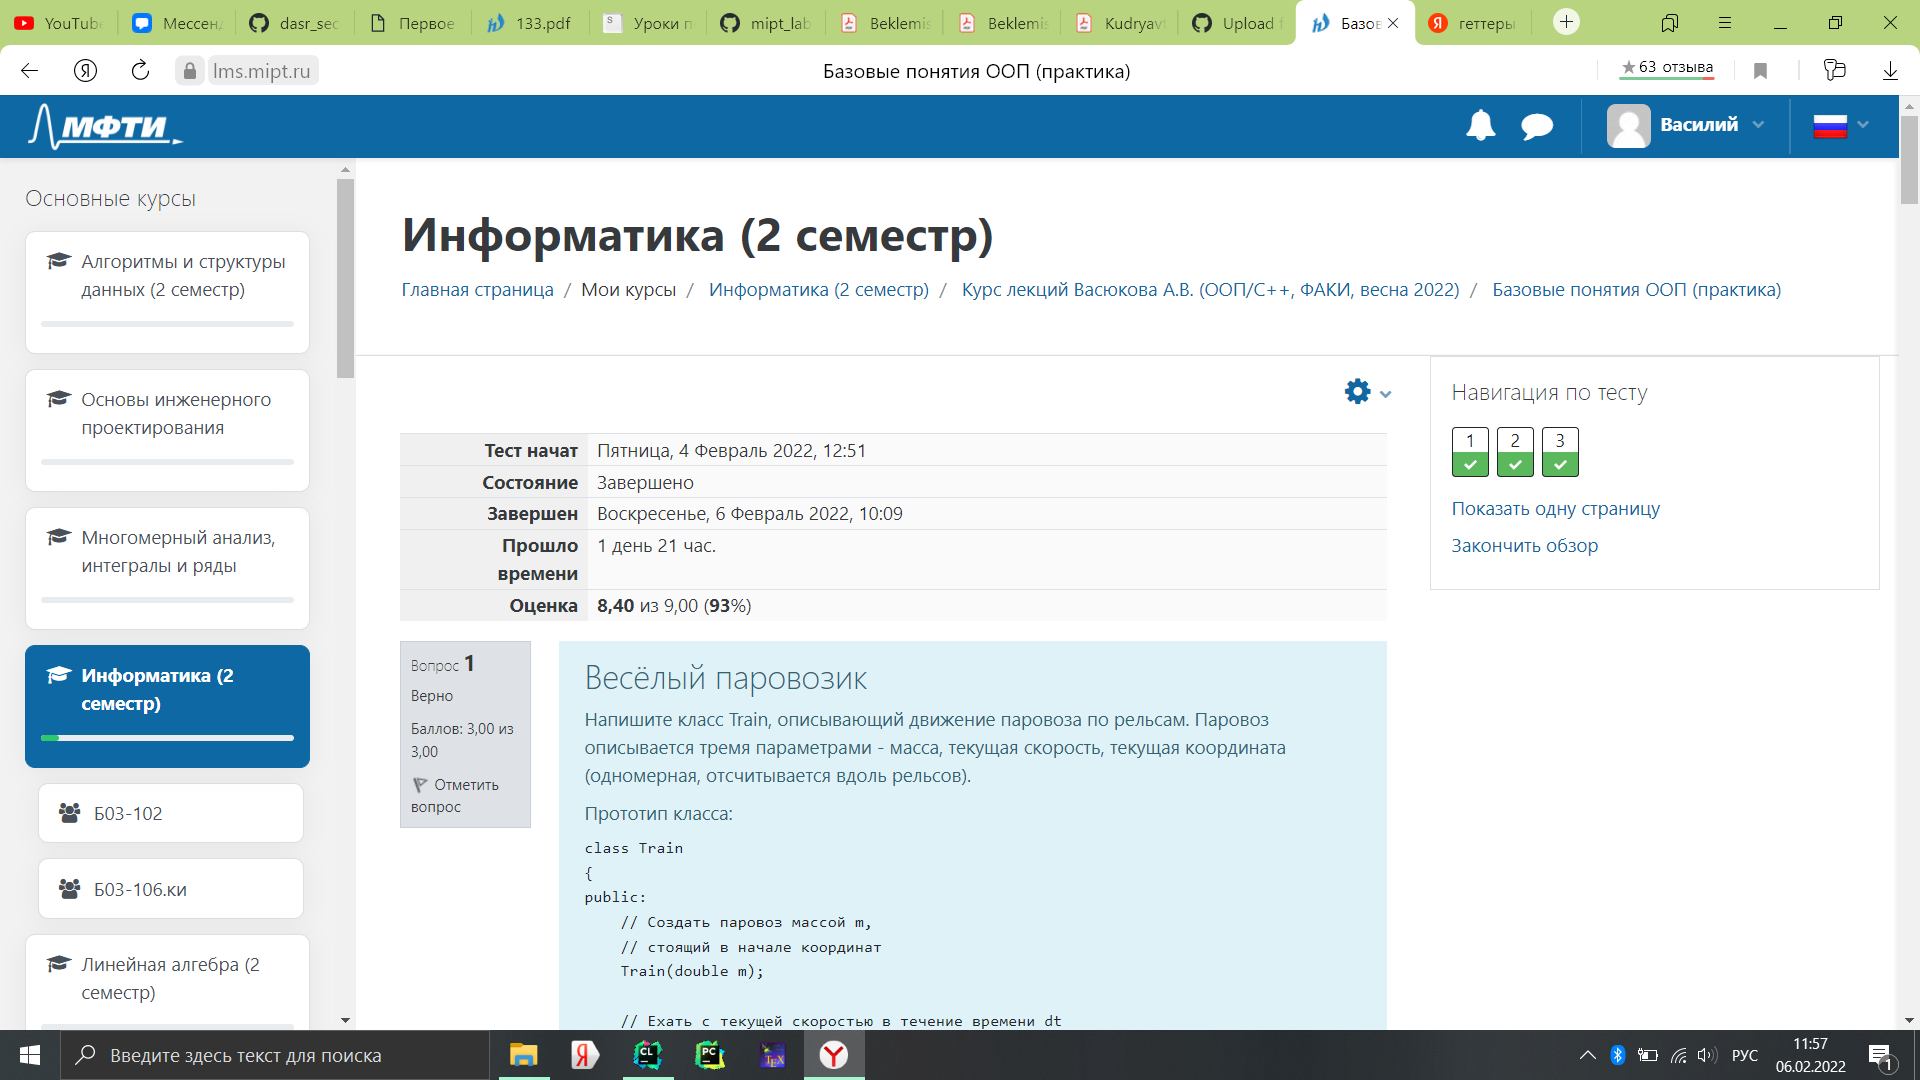 YouTube
Мессенд
dasr_sec
Первое
133.pdf
Уроки п
mipt_lab
Beklemis
Beklemis
Kudryavt
Upload f
Базов
геттеры
lms.mipt.ru
Базовые понятия ООП (практика)
★ 63 отзыва
МФТИ
Василий
Основные курсы
Алгоритмы и структуры
данных (2 семестр)
Основы инженерного
проектирования
Многомерный анализ,
интегралы и ряды
Информатика (2
семестр)
Б03-102
Б03-106.ки
Линейная алгебра (2
семестр)
Информатика (2 семестр)
Главная страница / Мои курсы / Информатика (2 семестр) / Курс лекций Васюкова А.В. (ООП/C++, ФАКИ, весна 2022) / Базовые понятия ООП (практика)
Тест начат Пятница, 4 Февраль 2022, 12:51
Состояние Завершено
Завершен Воскресенье, 6 Февраль 2022, 10:09
Прошло 1 день 21 час.
времени
Оценка 8,40 из 9,00 (93%)
Вопрос 1
Верно
Баллов: 3,00 из
3,00
Отметить
вопрос
Весёлый паровозик
Напишите класс Train, описывающий движение паровоза по рельсам. Паровоз
описывается тремя параметрами - масса, текущая скорость, текущая координата
(одномерная, отсчитывается вдоль рельсов).
Прототип класса:
class Train
{
public:
// Создать паровоз массой m,
// стоящий в начале координат
Train(double m);
// Ехать с текущей скоростью в течение времени dt
Навигация по тесту
1 2 3
Показать одну страницу
Закончить обзор
Введите здесь текст для поиска
CL
PC
TEX
РУС
11:57
06.02.2022
1